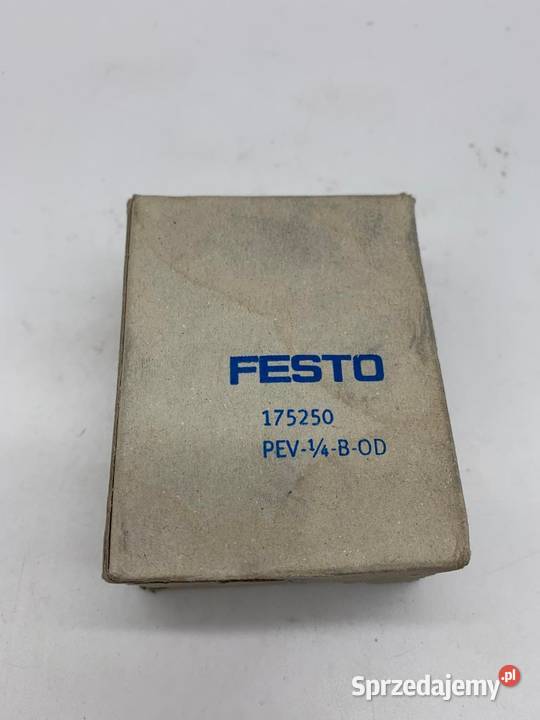 FESTO
175250
PEV-¼-B-OD
Sprzedajemy.pl